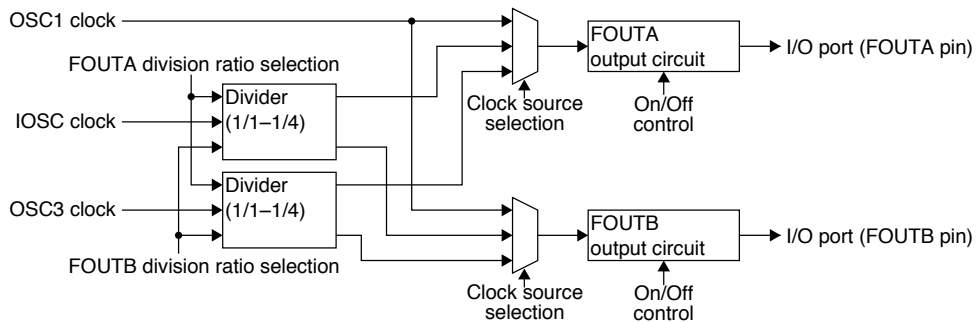 OSC1 clock
FOUTA division ratio selection
IOSC clock
Divider
(1/1–1/4)
OSC3 clock
Divider
(1/1–1/4)
FOUTB division ratio selection
Clock source
selection
FOUTA
output circuit
On/Off
control
I/O port (FOUTA pin)
Clock source
selection
FOUTB
output circuit
On/Off
control
I/O port (FOUTB pin)